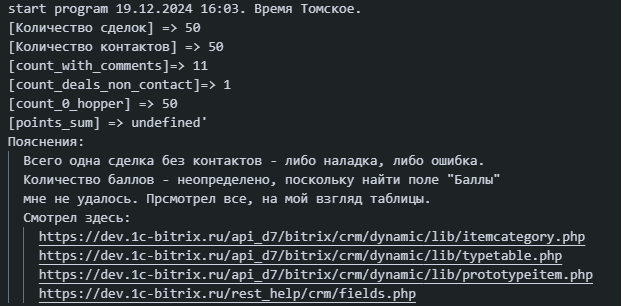 start program 19.12.2024 16:03. Время Томское.
[Количество сделок] => 50
[Количество контактов] => 50
[count_with_comments]=> 11
[count_deals_non_contact]=> 1
[count_0_hopper] => 50
[points_sum] => undefined'
Пояснения:
Всего одна сделка без контактов - либо наладка, либо ошибка.
Количество баллов - неопределено, поскольку найти поле "Баллы"
мне не удалось. Прсмотрел все, на мой взгляд таблицы.
Смотрел здесь:
https://dev.1c-bitrix.ru/api_d7/bitrix/crm/dynamic/lib/itemcategory.php
https://dev.1c-bitrix.ru/api_d7/bitrix/crm/dynamic/lib/typetable.php
https://dev.1c-bitrix.ru/api_d7/bitrix/crm/dynamic/lib/prototypeitem.php
https://dev.1c-bitrix.ru/rest_help/crm/fields.php